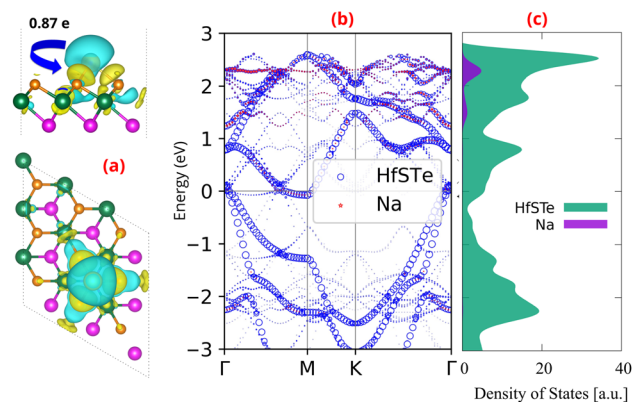 0.87 e
(a)
(b)
Energy (eV)
3
2
1
0
−1
−2
−3
HfSTe
Na
Γ M K Γ
(c)
HfSTe
Na
0 20 40
Density of States [a.u.]